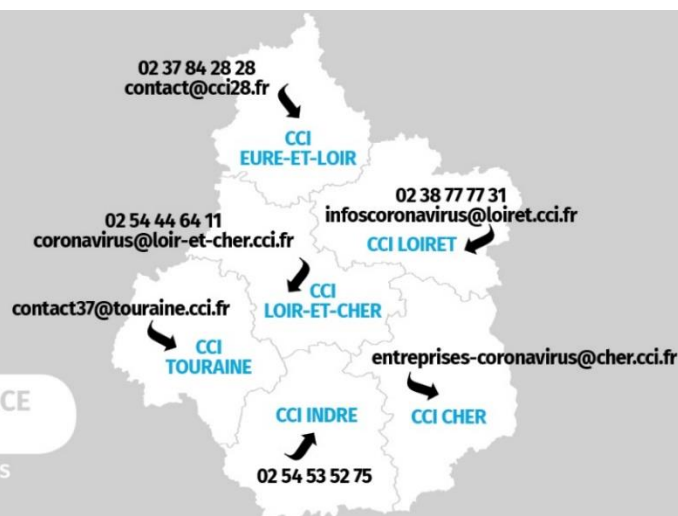 02 37 84 28 28
contact@cci28.fr
CCI
EURE-ET-LOIR
02 38 77 77 31
infoscoronavirus@loiret.cci.fr
CCI LOIRET
02 54 44 64 11
coronavirus@loir-et-cher.cci.fr
CCI
LOIR-ET-CHER
contact37@touraine.cci.fr
CCI
TOURAINE
entreprises-coronavirus@cher.cci.fr
CCI CHER
CCI INDRE
02 54 53 52 75
CE
S